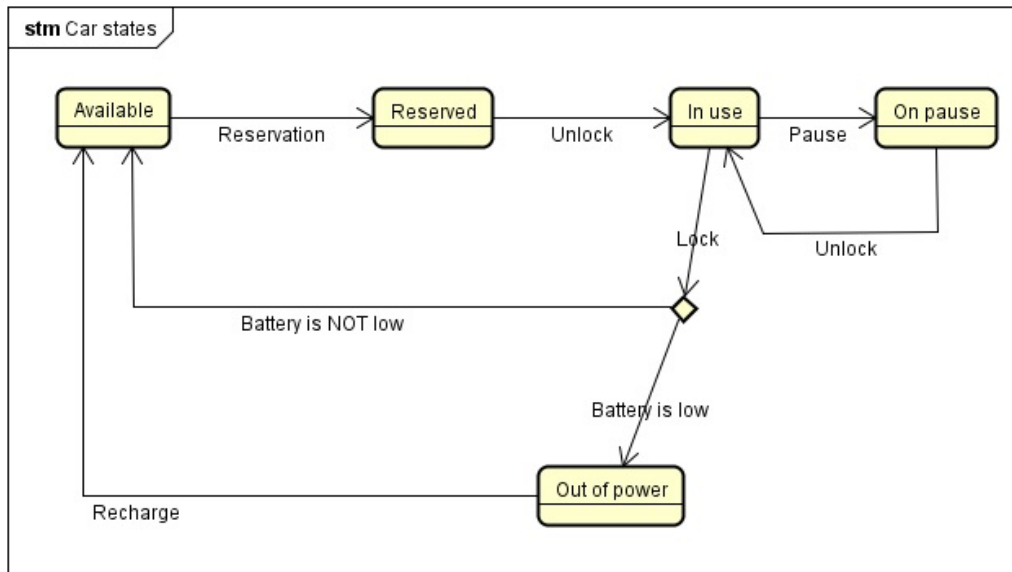 stm Car states
Available
Reservation
Reserved
Unlock
In use
Pause
On pause
Unlock
Lock
Battery is NOT low
Battery is low
Out of power
Recharge